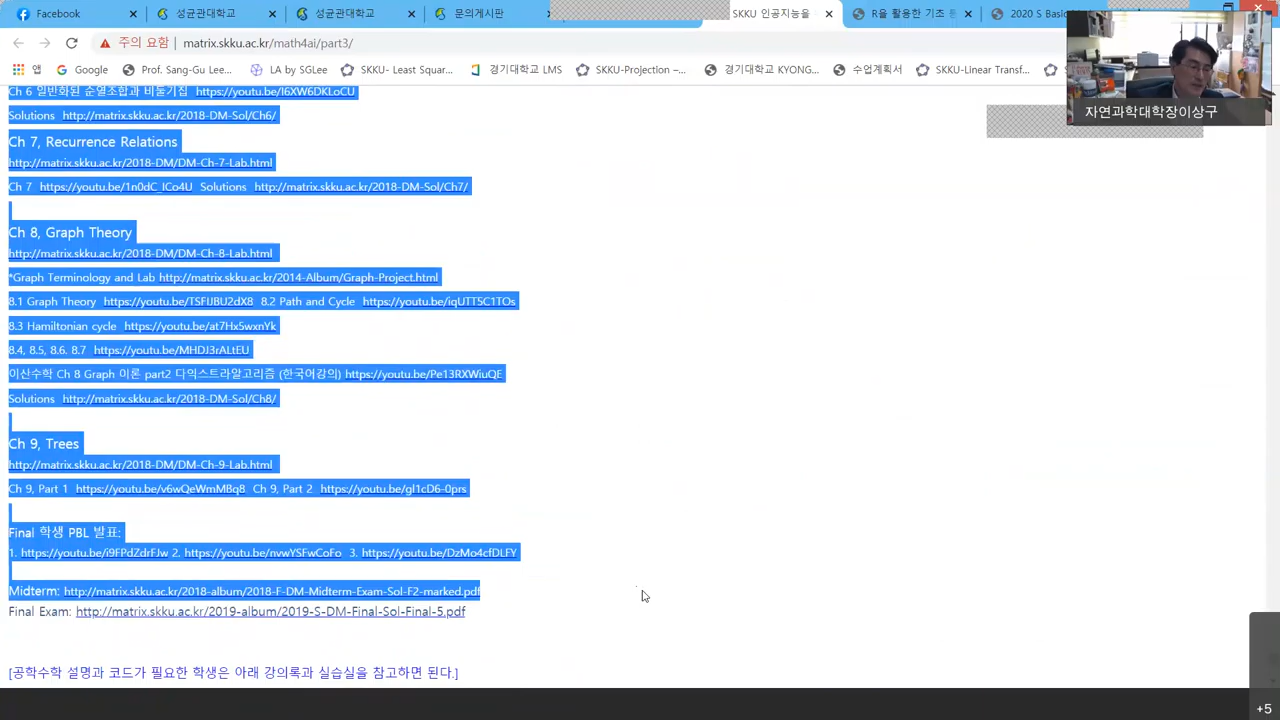 Facebook
성균관대학교
성균관대학교
문의게시판
SKKU 인공지능을
R을 활용한 기초 통
2020 S Basic
주의 요함 matrix.skku.ac.kr/math4ai/part3/
앱 Google Prof. Sang-Gu Lee... LA by SGLee SKKU- Least Squar... 경기대학교 LMS SKKU-Projection –... 경기대학교 KYONG... 수업계획서 SKKU-Linear Transf...
자연과학대학장이상구
Ch 6 일반화된 순열조합과 비둘기집 https://youtu.be/I6XW6DKLoCU
Solutions http://matrix.skku.ac.kr/2018-DM-Sol/Ch6/
Ch 7, Recurrence Relations
http://matrix.skku.ac.kr/2018-DM/DM-Ch-7-Lab.html
Ch 7 https://youtu.be/1n0dC_ICo4U Solutions http://matrix.skku.ac.kr/2018-DM-Sol/Ch7/
Ch 8, Graph Theory
http://matrix.skku.ac.kr/2018-DM/DM-Ch-8-Lab.html
*Graph Terminology and Lab http://matrix.skku.ac.kr/2014-Album/Graph-Project.html
8.1 Graph Theory https://youtu.be/TSFIJBU2dX8 8.2 Path and Cycle https://youtu.be/iqUTT5C1TOs
8.3 Hamiltonian cycle https://youtu.be/at7Hx5wxnYk
8.4, 8.5, 8.6. 8.7 https://youtu.be/MHDJ3rALtEU
이산수학 Ch 8 Graph 이론 part2 다익스트라알고리즘 (한국어강의) https://youtu.be/Pe13RXWiuQE
Solutions http://matrix.skku.ac.kr/2018-DM-Sol/Ch8/
Ch 9, Trees
http://matrix.skku.ac.kr/2018-DM/DM-Ch-9-Lab.html
Ch 9, Part 1 https://youtu.be/v6wQeWmMBq8 Ch 9, Part 2 https://youtu.be/gl1cD6-0prs
Final 학생 PBL 발표:
1. https://youtu.be/i9FPdZdrFJw 2. https://youtu.be/nvwYSFwCoFo 3. https://youtu.be/DzMo4cfDLFY
Midterm: http://matrix.skku.ac.kr/2018-album/2018-F-DM-Midterm-Exam-Sol-F2-marked.pdf
Final Exam: http://matrix.skku.ac.kr/2019-album/2019-S-DM-Final-Sol-Final-5.pdf
[공학수학 설명과 코드가 필요한 학생은 아래 강의록과 실습실을 참고하면 된다.]
+5